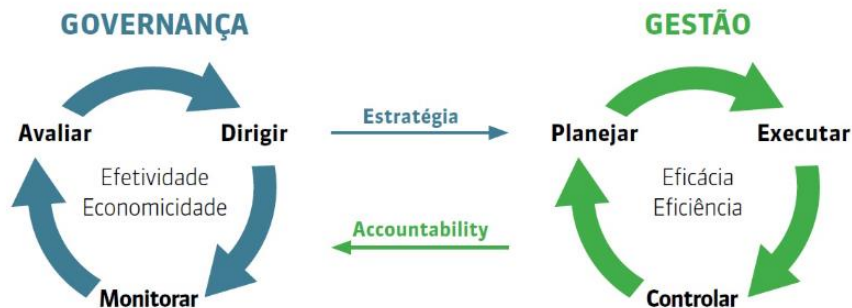 GOVERNANÇA
Avaliar
Dirigir
Efetividade
Economicidade
Monitorar
Estratégia
Accountability
GESTÃO
Planejar
Executar
Eficácia
Eficiência
Controlar